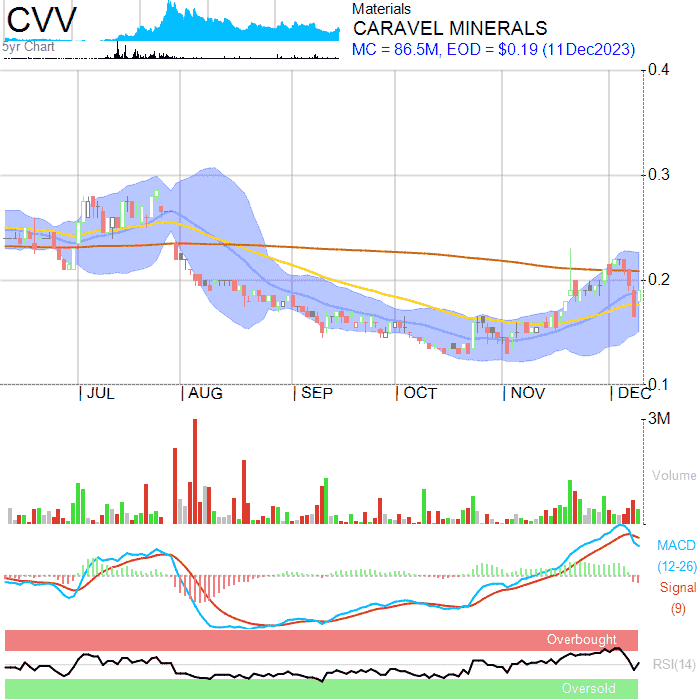 CVV
5yr Chart
Materials
CARAVEL MINERALS
MC = 86.5M, EOD = $0.19 (11Dec2023)
0.4
0.3
0.2
0.1
JUL AUG SEP OCT NOV DEC
3M
Volume
MACD
(12-26)
Signal
(9)
Overbought
RSI(14)
Oversold